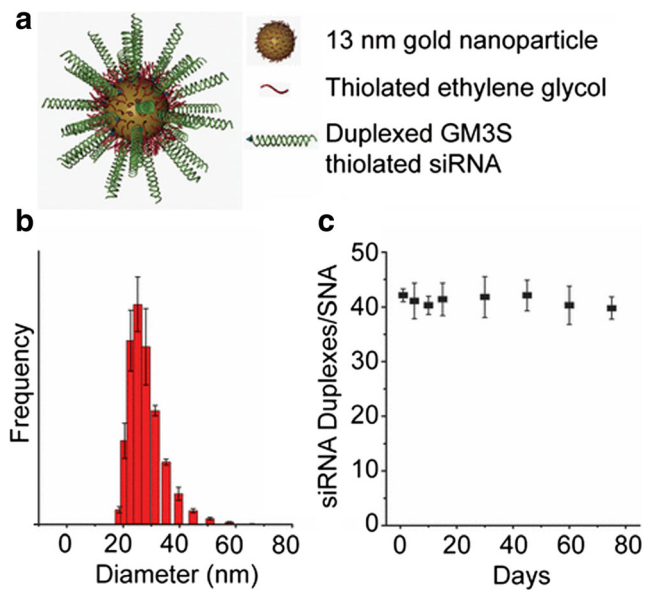 a
13 nm gold nanoparticle
Thiolated ethylene glycol
Duplexed GM3S
thiolated siRNA
b
Frequency
0 20 40 60 80
Diameter (nm)
c
siRNA Duplexes/SNA
50
40
30
20
10
0
0 20 40 60 80
Days